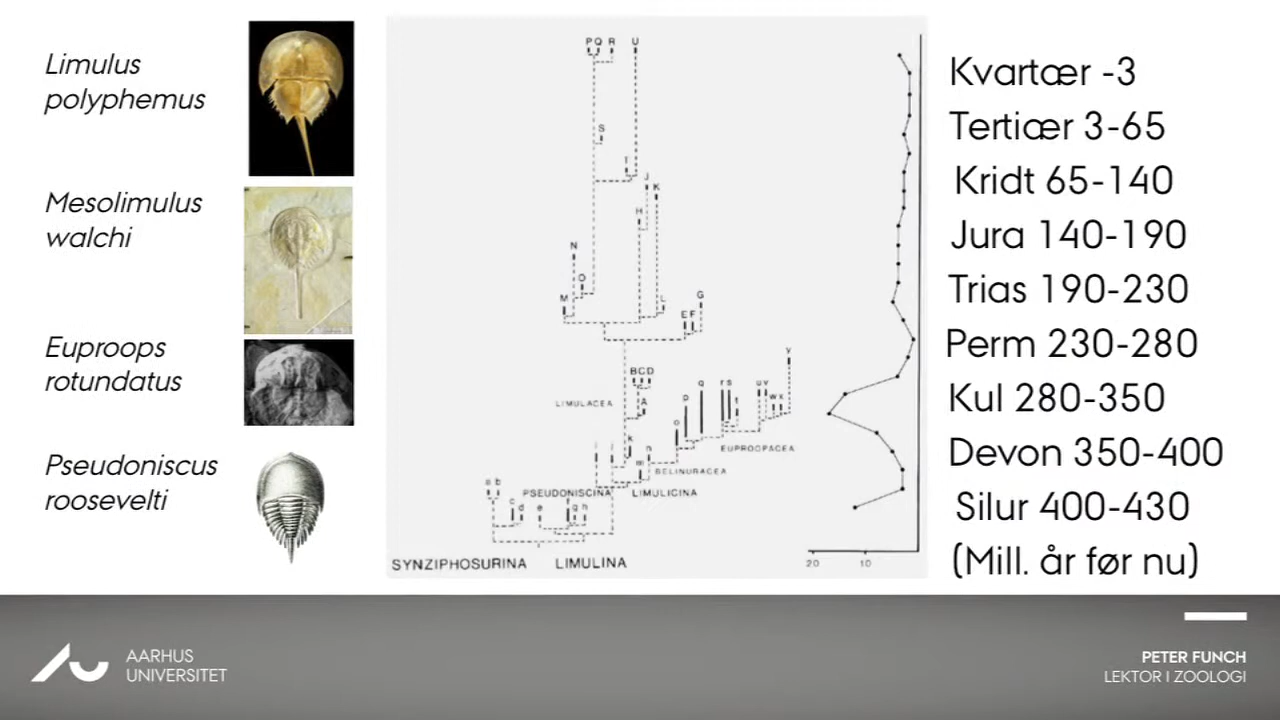 Limulus
polyphemus
Mesolimulus
walchi
Euproops
rotundatus
Pseudoniscus
roosevelti
P Q R U
S
T
J
K
H
N
O
M
L
G
E F
B C D
A
y
LIMULACEA
q
r s
u v
p
t
w x
o
EUPROOPACEA
k
i j
n
m
BELINURACEA
a b
PSEUDONISCINA
LIMULICINA
c d e
g h
SYNZIPHOSURINA
LIMULINA
20
10
Kvartær -3
Tertiær 3-65
Kridt 65-140
Jura 140-190
Trias 190-230
Perm 230-280
Kul 280-350
Devon 350-400
Silur 400-430
(Mill. år før nu)
AARHUS
UNIVERSITET
PETER FUNCH
LEKTOR I ZOOLOGI